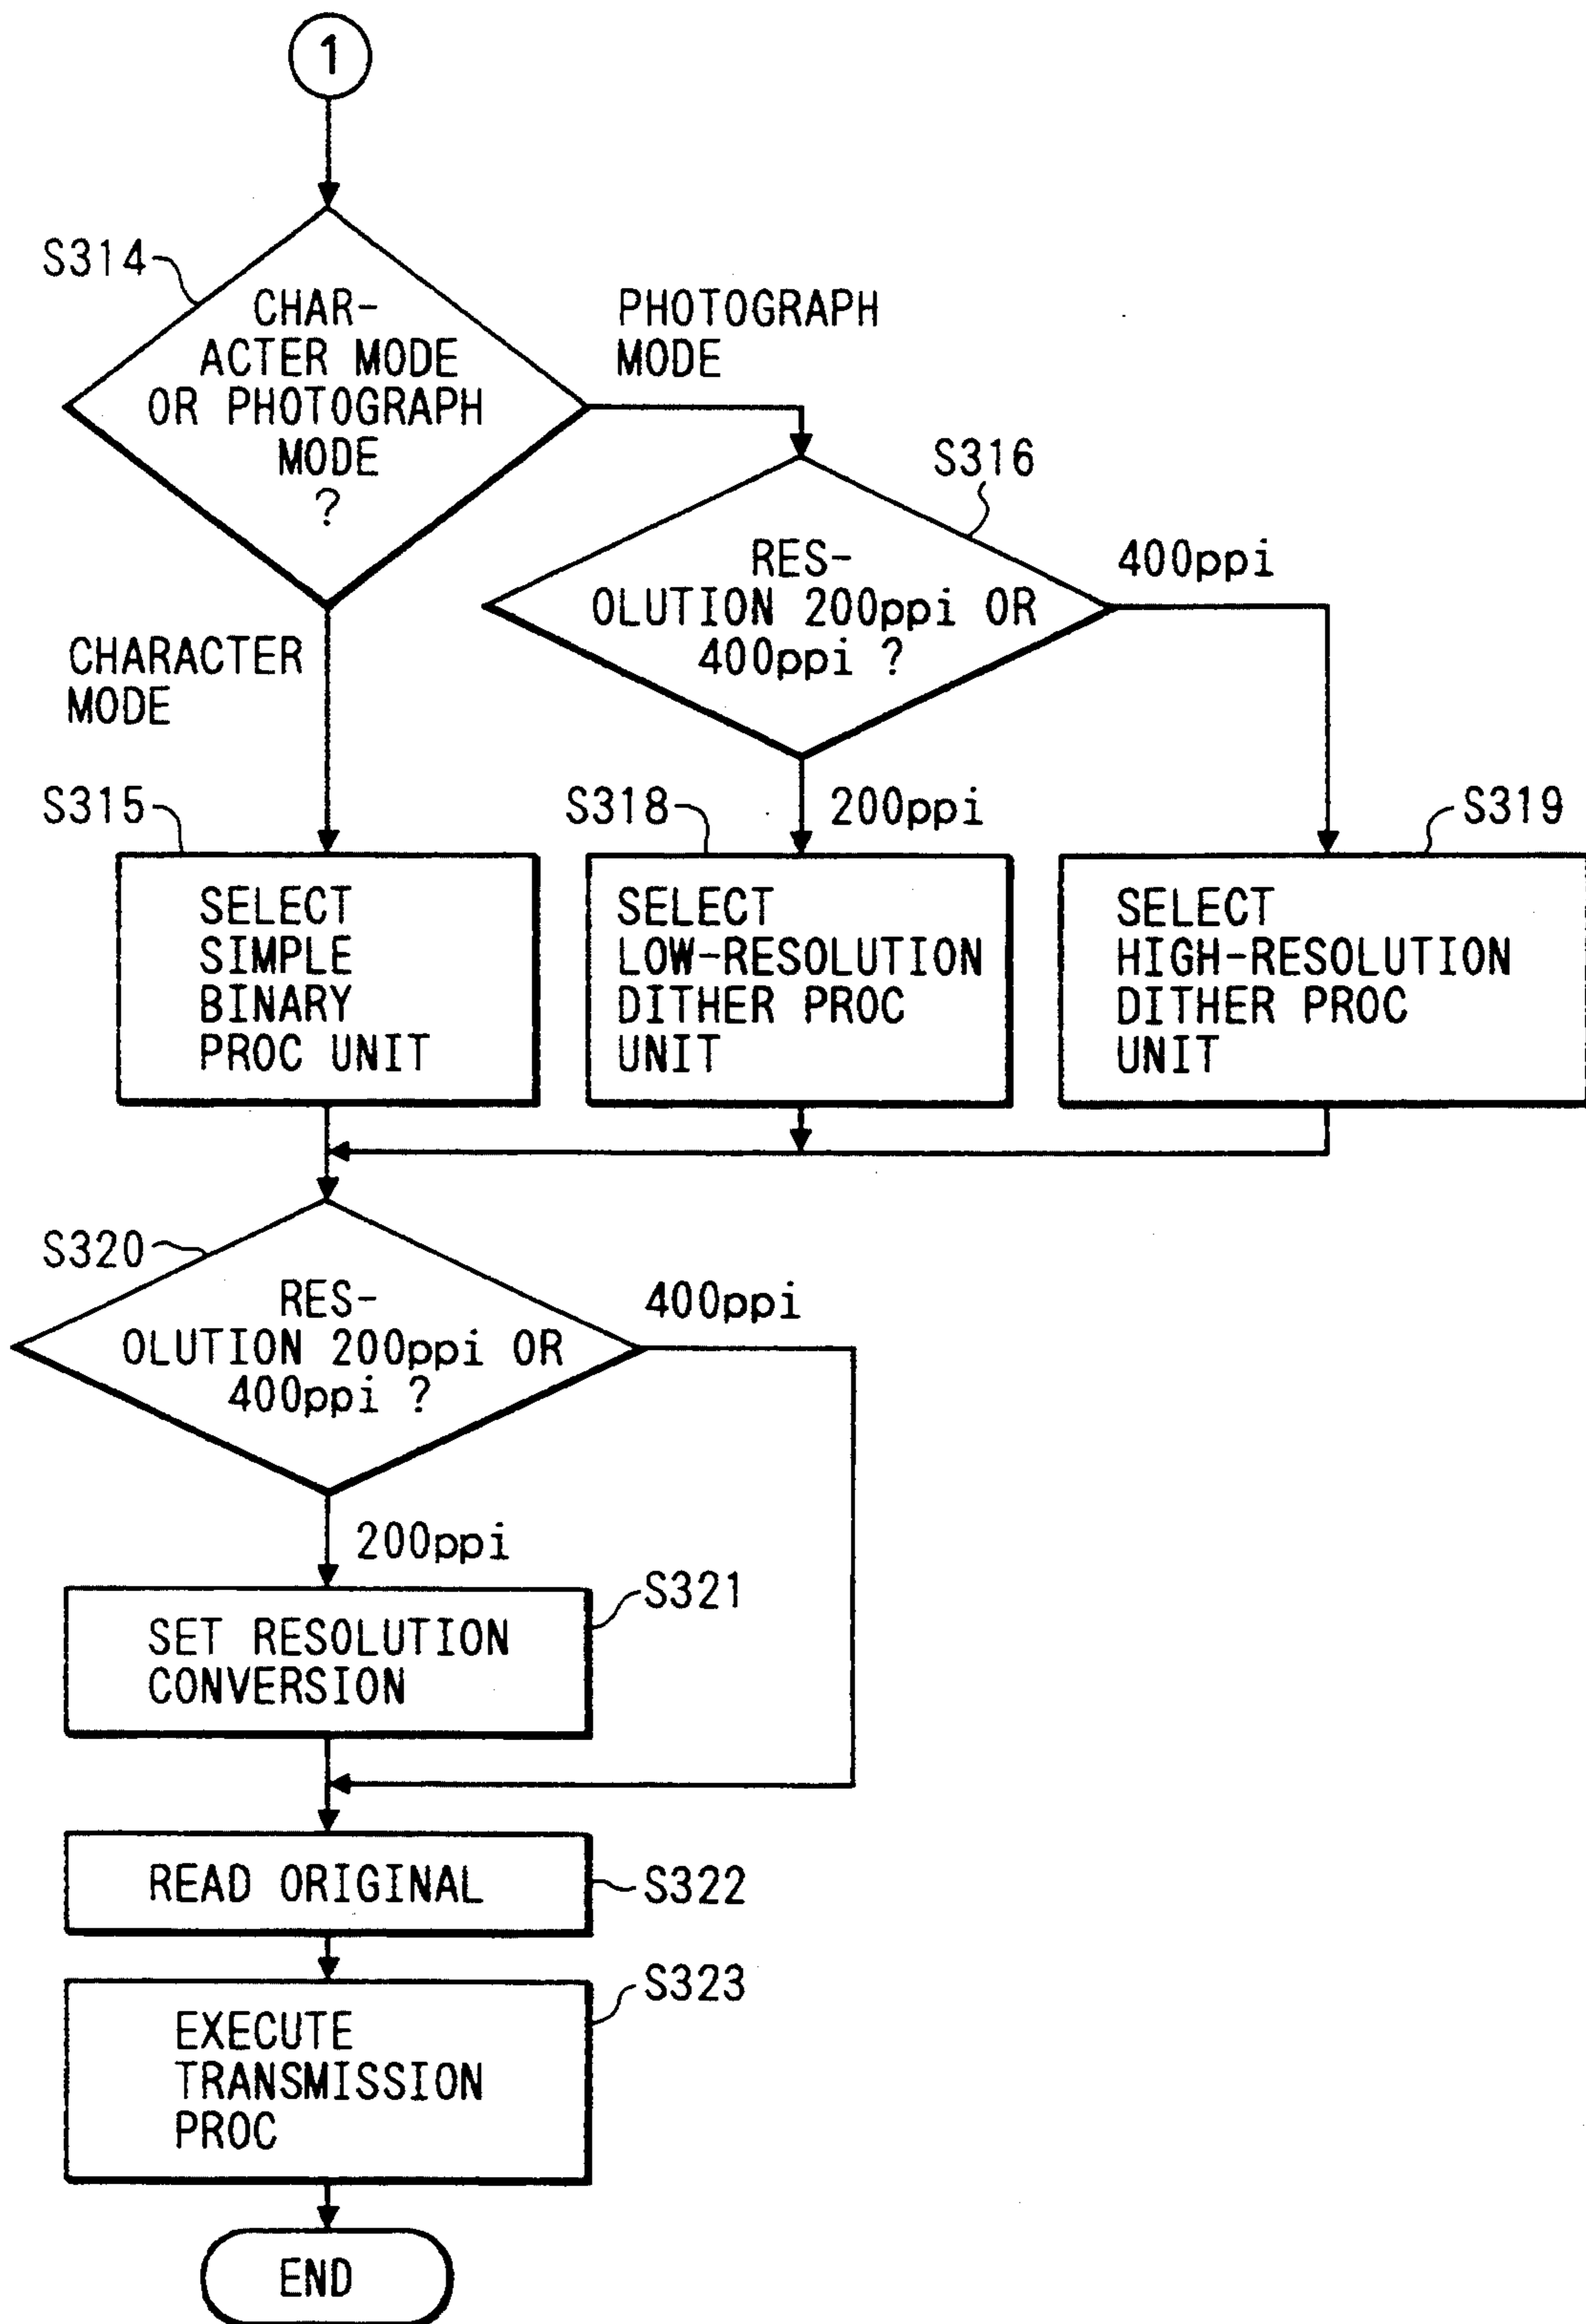 1
S314
CHAR-
ACTER MODE
OR PHOTOGRAPH
MODE
?
PHOTOGRAPH
MODE
S316
RES-
OLUTION 200ppi OR
400ppi ?
400ppi
CHARACTER
MODE
S315
S318
200ppi
S319
SELECT
SIMPLE
BINARY
PROC UNIT
SELECT
LOW-RESOLUTION
DITHER PROC
UNIT
SELECT
HIGH-RESOLUTION
DITHER PROC
UNIT
S320
RES-
OLUTION 200ppi OR
400ppi ?
400ppi
200ppi
S321
SET RESOLUTION
CONVERSION
READ ORIGINAL
S322
S323
EXECUTE
TRANSMISSION
PROC
END